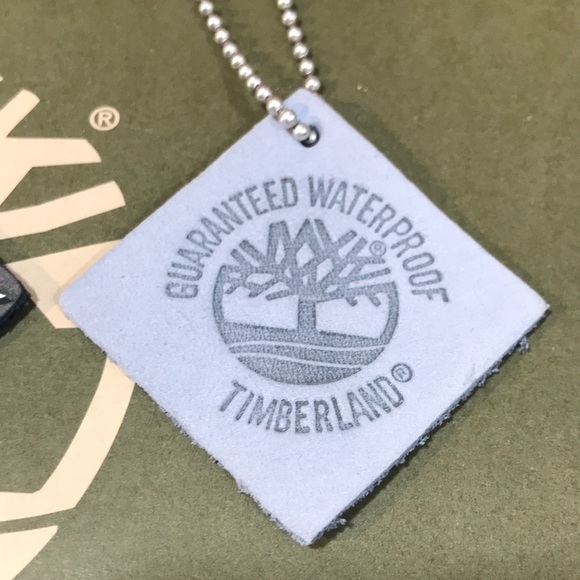 ®
GUARANTEED WATERPROOF
®
TIMBERLAND®